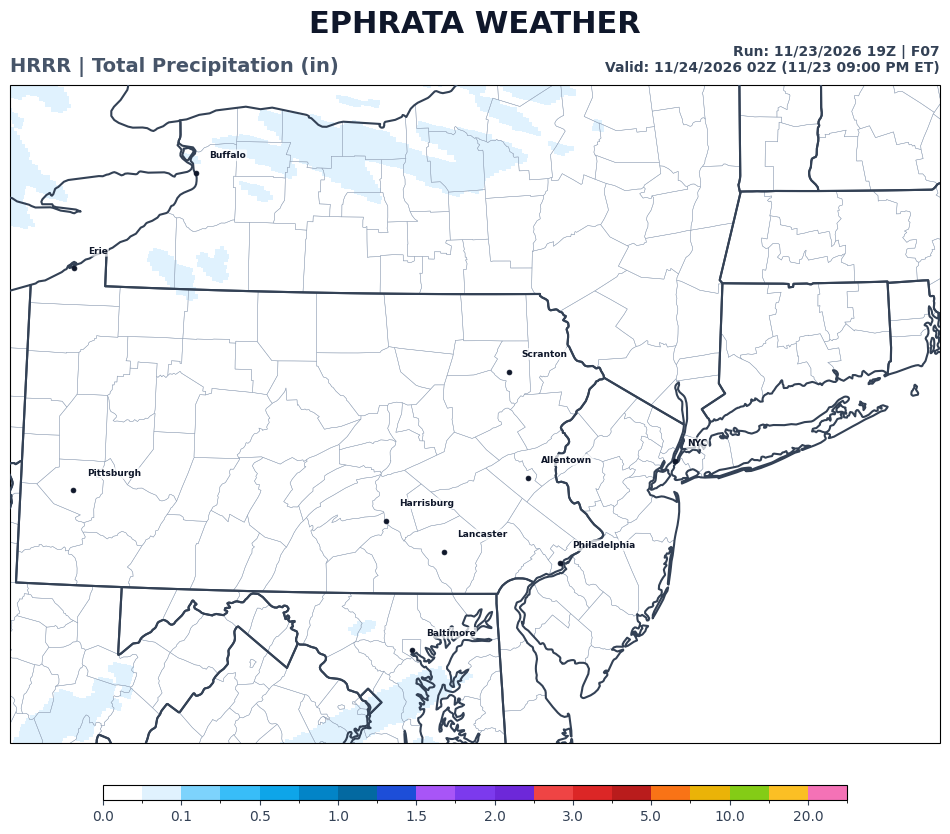 EPHRATA WEATHER
HRRR | Total Precipitation (in)
Run: 11/23/2026 19Z | F07
Valid: 11/24/2026 02Z (11/23 09:00 PM ET)
Buffalo
Erie
Scranton
NYC
Allentown
Pittsburgh
Harrisburg
Lancaster
Philadelphia
Baltimore
0.0 0.1 0.5 1.0 1.5 2.0 3.0 5.0 10.0 20.0